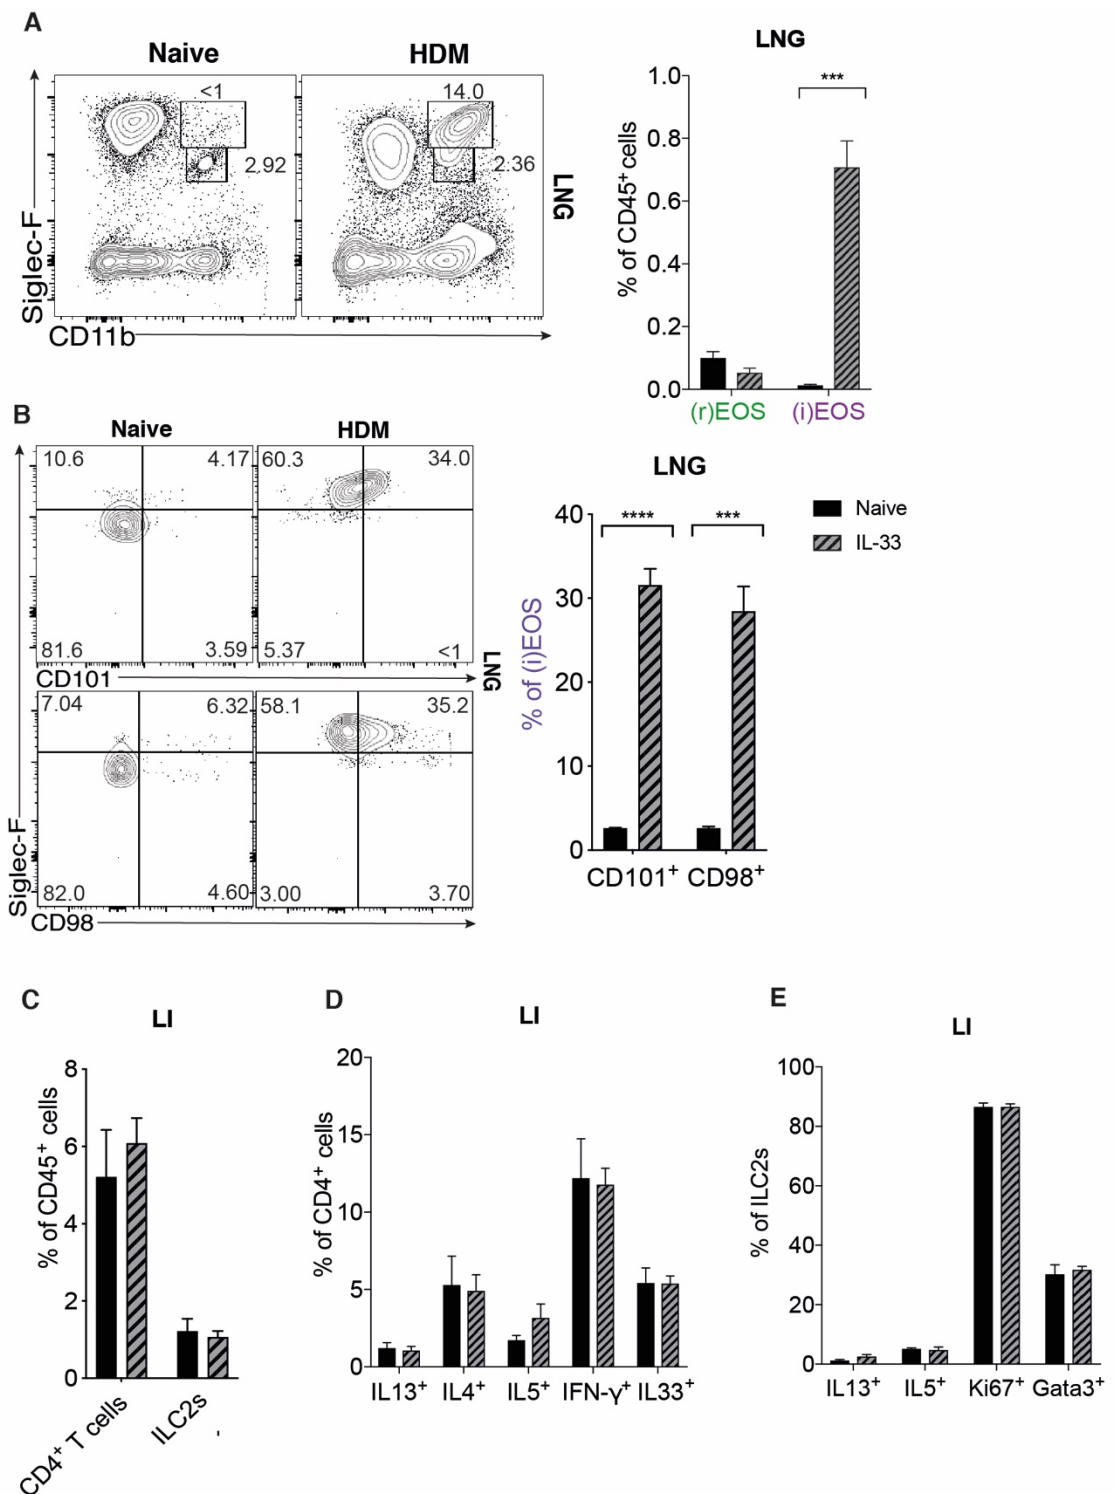 A
Naive
HDM
<1
14.0
2.92
2.36
LNG
Siglec-F
CD11b
LNG
***
% of CD45+ cells
1.0
0.8
0.6
0.4
0.2
0.0
(r)EOS
(i)EOS
B
Naive
HDM
10.6
4.17
60.3
34.0
81.6
3.59
5.37
<1
CD101
LNG
7.04
6.32
58.1
35.2
Siglec-F
82.0
4.60
3.00
3.70
CD98
LNG
****
***
% of (i)EOS
40
30
20
10
0
CD101+
CD98+
Naive
IL-33
C
LI
% of CD45+ cells
8
6
4
2
0
CD4+ T cells
ILC2s
D
LI
% of CD4+ cells
20
15
10
5
0
IL13+
IL4+
IL5+
IFN-γ+
IL33+
E
LI
% of ILC2s
100
80
60
40
20
0
IL13+
IL5+
Ki67+
Gata3+